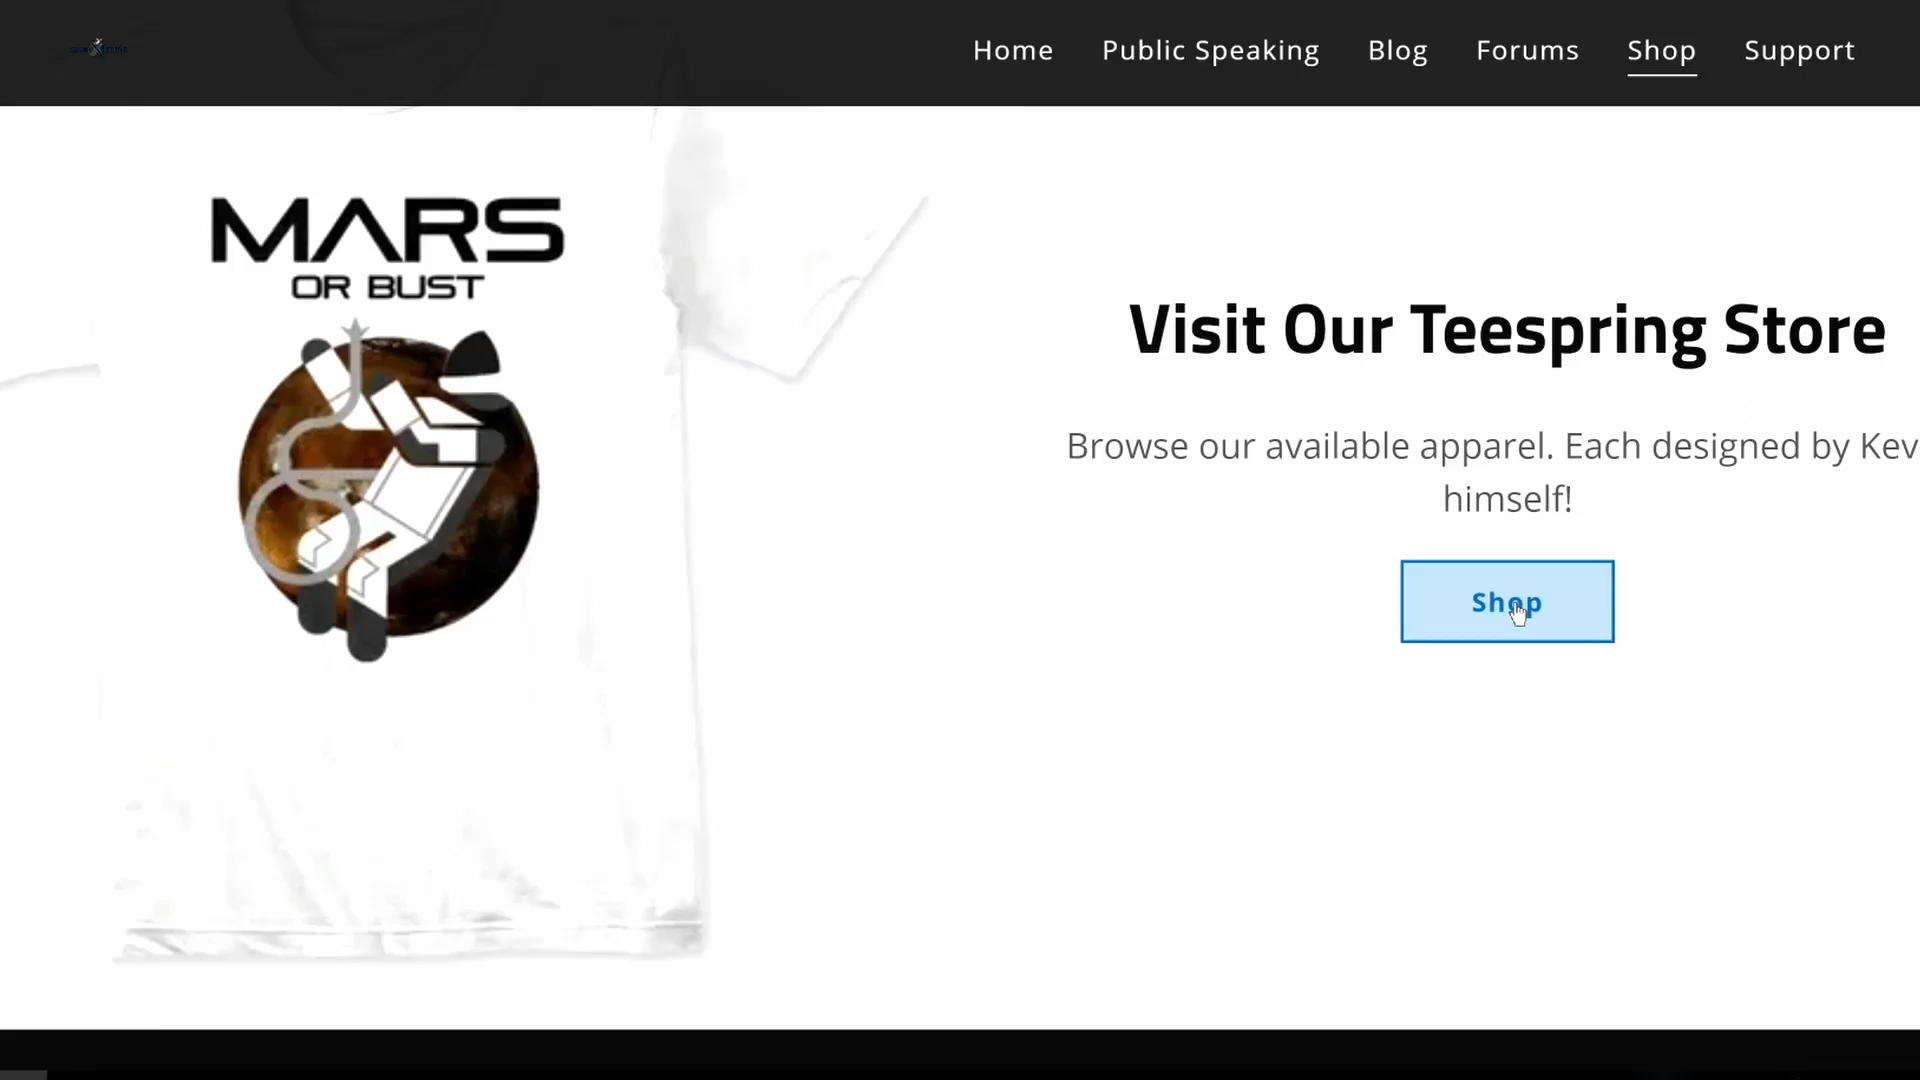 Home Public Speaking Blog Forums Shop Support
MARS
OR BUST
Visit Our Teespring Store
Browse our available apparel. Each designed by Kev
himself!
Shop